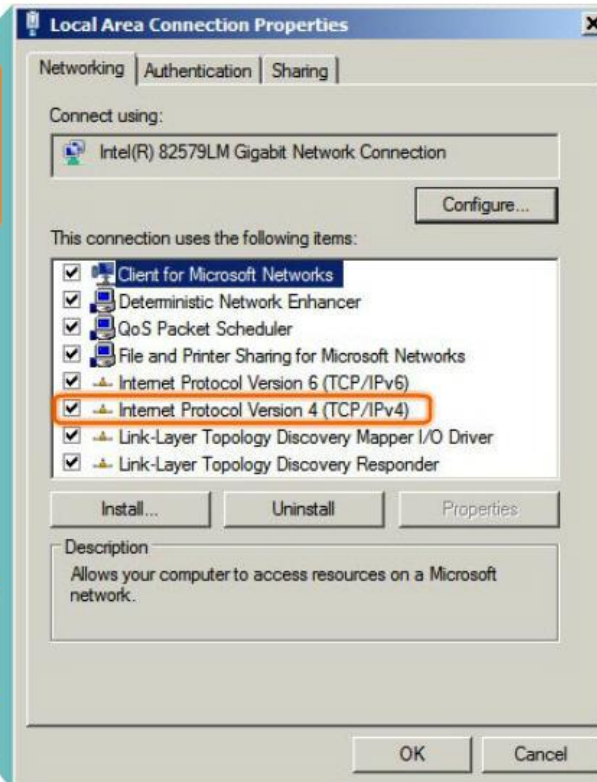 Local Area Connection Properties
Networking
Authentication
Sharing
Connect using:
Intel(R) 82579LM Gigabit Network Connection
Configure...
This connection uses the following items:
Client for Microsoft Networks
Deterministic Network Enhancer
QoS Packet Scheduler
File and Printer Sharing for Microsoft Networks
Internet Protocol Version 6 (TCP/IPv6)
Internet Protocol Version 4 (TCP/IPv4)
Link-Layer Topology Discovery Mapper I/O Driver
Link-Layer Topology Discovery Responder
Install...
Uninstall
Properties
Description
Allows your computer to access resources on a Microsoft
network.
OK
Cancel